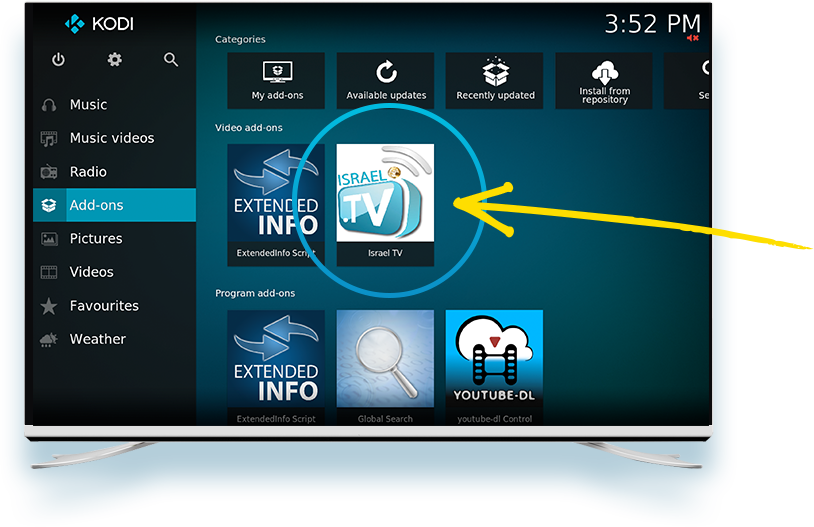 KODI
3:52 PM
Categories
My add-ons
Available updates
Recently updated
Install from
repository
Se
Music
Music videos
Radio
Add-ons
Pictures
Videos
Favourites
Weather
Video add-ons
EXTENDED
INFO
ExtendedInfo Script
ISRAEL
.TV
Israel TV
Program add-ons
EXTENDED
INFO
ExtendedInfo Script
Global Search
YOUTUBE-DL
youtube-dl Control